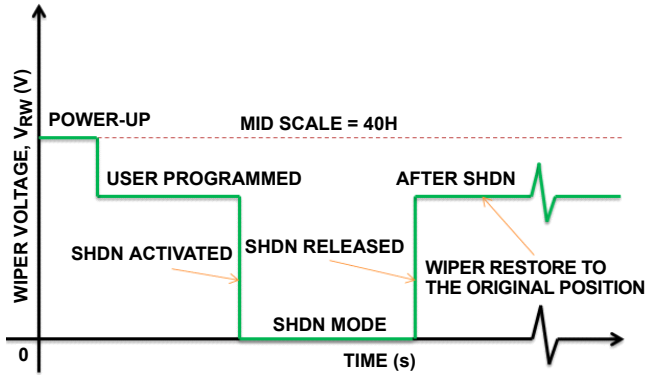 WIPER VOLTAGE, VRW (V)
POWER-UP
MID SCALE = 40H
USER PROGRAMMED
AFTER SHDN
SHDN ACTIVATED
SHDN RELEASED
WIPER RESTORE TO
THE ORIGINAL POSITION
SHDN MODE
0
TIME (s)